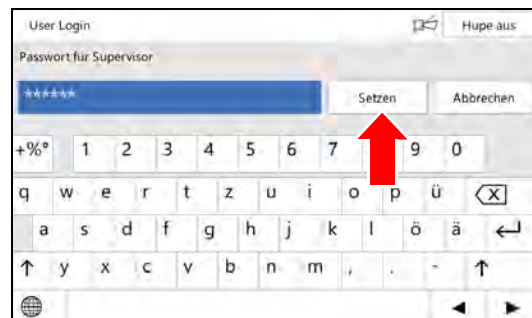 User Login Hupe aus
Passwort für Supervisor
****** Setzen Abbrechen
+%° 1 2 3 4 5 6 7 9 0
q w e r t z u i o p ü
a s d f g h j k l ö ä
y x c v b n m , . -